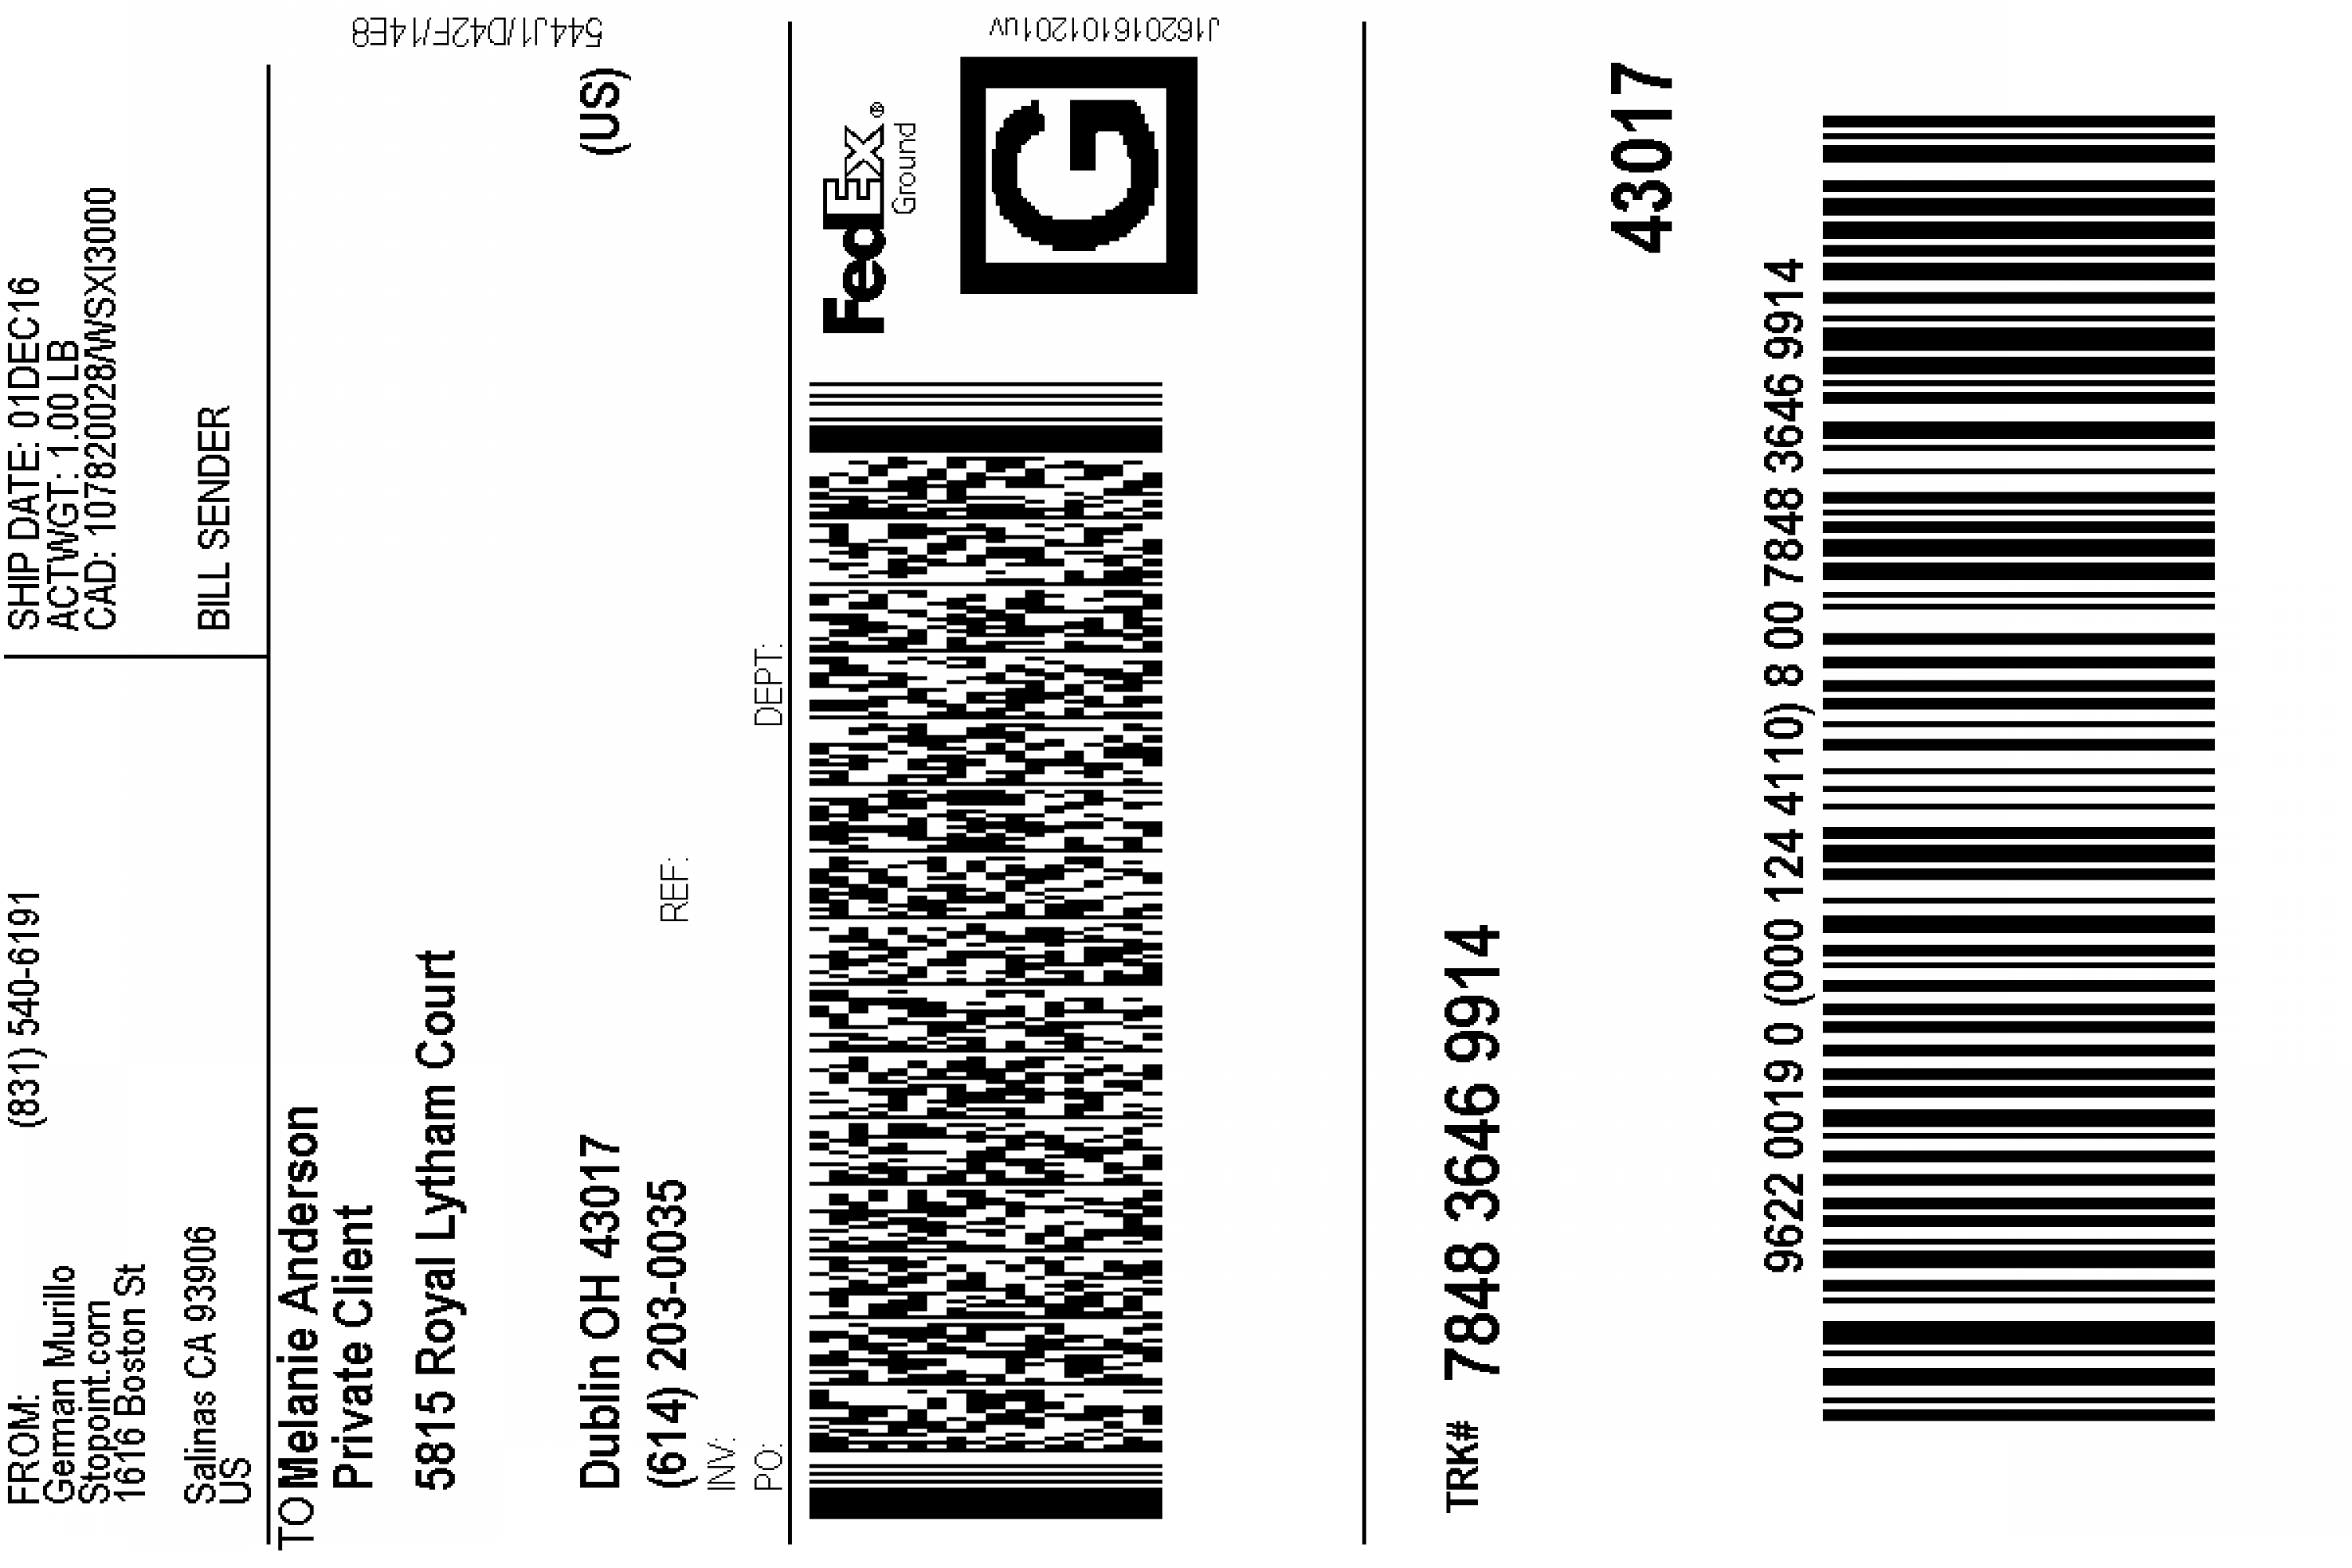 FROM: (831) 540-6191
German Murillo
Stopoint.com
1616 Boston St
Salinas CA 93906
US
SHIP DATE: 01DEC16
ACTWGT: 1.00 LB
CAD: 107820028/WSXI3000
BILL SENDER
TO Melanie Anderson
Private Client
5815 Royal Lytham Court
Dublin OH 43017
(US)
(614) 203-0035
REF:
INV:
PO:
DEPT:
544J1/D42F/14E8
FedEx®
Ground
G
J162016101201uv
TRK# 7848 3646 9914
43017
9622 0019 0 (000 124 4110) 8 00 7848 3646 9914